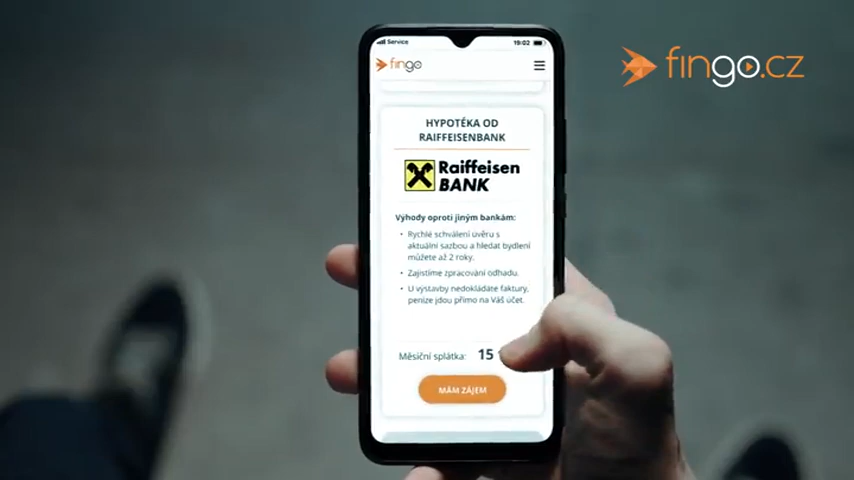 Service
19:02
fingo
fingo.cz
HYPOTÉKA OD
RAIFFEISENBANK
Raiffeisen
BANK
Výhody oproti jiným bankám:
• Rychlé schválení úvěru s
aktuální sazbou a hledat bydlení
můžete až 2 roky.
• Zajistíme zpracování odhadu.
• U výstavby nedokládáte faktury,
peníze jdou přímo na Váš účet.
Měsíční splátka: 15
MÁM ZÁJEM